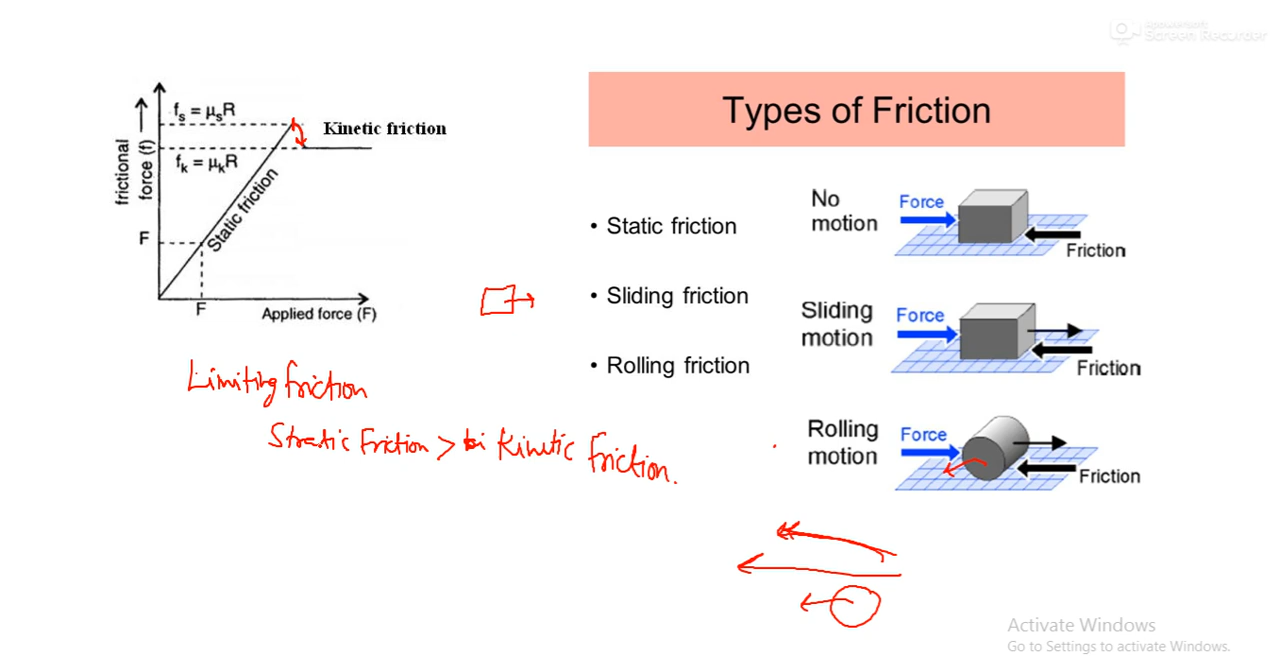 Apowersoft
Screen Recorder
Types of Friction
fs = μsR
Kinetic friction
fk = μkR
frictional
force (f)
Static friction
F
F
Applied force (F)
• Static friction
• Sliding friction
• Rolling friction
No
motion
Force
Friction
Sliding
motion
Force
Friction
Rolling
motion
Force
Friction
Limiting friction
Stratic Friction > Kinetic friction.
Activate Windows
Go to Settings to activate Windows.